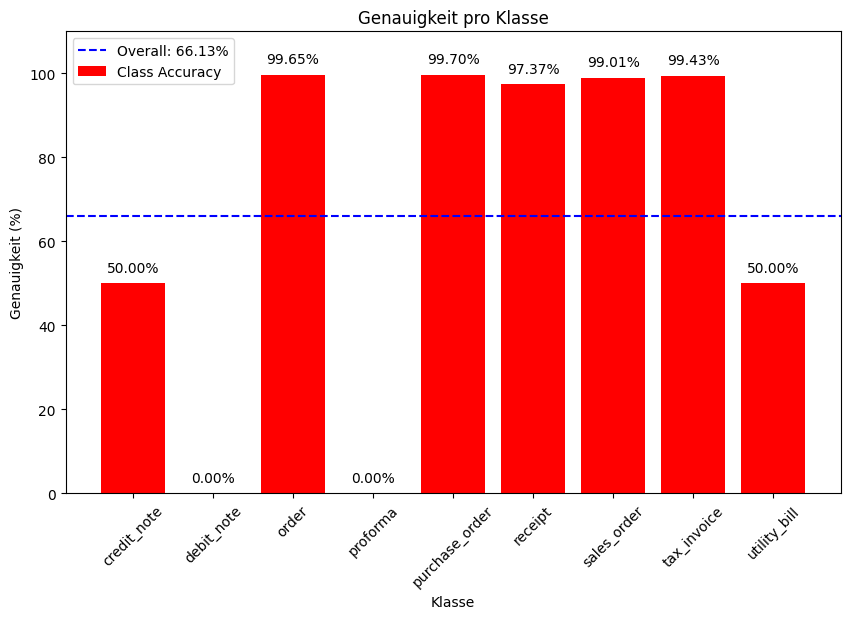 Genauigkeit pro Klasse
Overall: 66.13%
Class Accuracy
Genauigkeit (%)
100
80
60
40
20
0
50.00%
0.00%
99.65%
0.00%
99.70%
97.37%
99.01%
99.43%
50.00%
credit_note
debit_note
order
proforma
purchase_order
receipt
sales_order
tax_invoice
utility_bill
Klasse